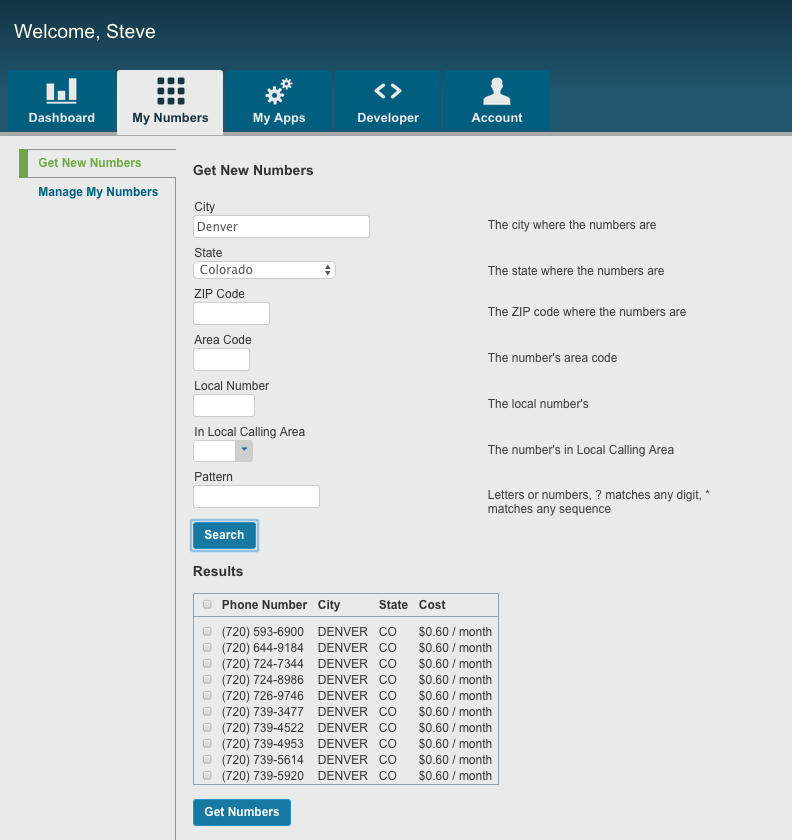 Welcome, Steve
Dashboard My Numbers My Apps Developer Account
Get New Numbers
Manage My Numbers
Get New Numbers
City
Denver The city where the numbers are
State
Colorado The state where the numbers are
ZIP Code
The ZIP code where the numbers are
Area Code
The number's area code
Local Number
The local number's
In Local Calling Area
The number's in Local Calling Area
Pattern
Letters or numbers, ? matches any digit, *
matches any sequence
Search
Results
Phone Number City State Cost
(720) 593-6900 DENVER CO $0.60 / month
(720) 644-9184 DENVER CO $0.60 / month
(720) 724-7344 DENVER CO $0.60 / month
(720) 724-8986 DENVER CO $0.60 / month
(720) 726-9746 DENVER CO $0.60 / month
(720) 739-3477 DENVER CO $0.60 / month
(720) 739-4522 DENVER CO $0.60 / month
(720) 739-4953 DENVER CO $0.60 / month
(720) 739-5614 DENVER CO $0.60 / month
(720) 739-5920 DENVER CO $0.60 / month
Get Numbers